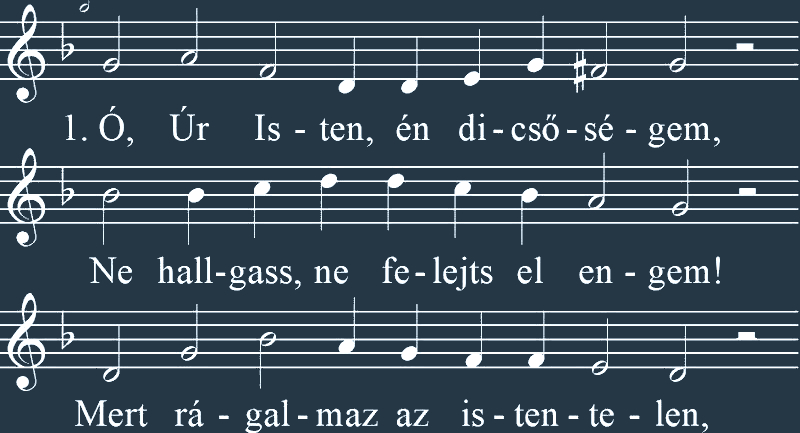 1. Ó, Úr Is - ten, én di - cső - sé - gem,
Ne hall - gass, ne fe - lejts el en - gem!
Mert rá - gal - maz az is - ten - te - len,